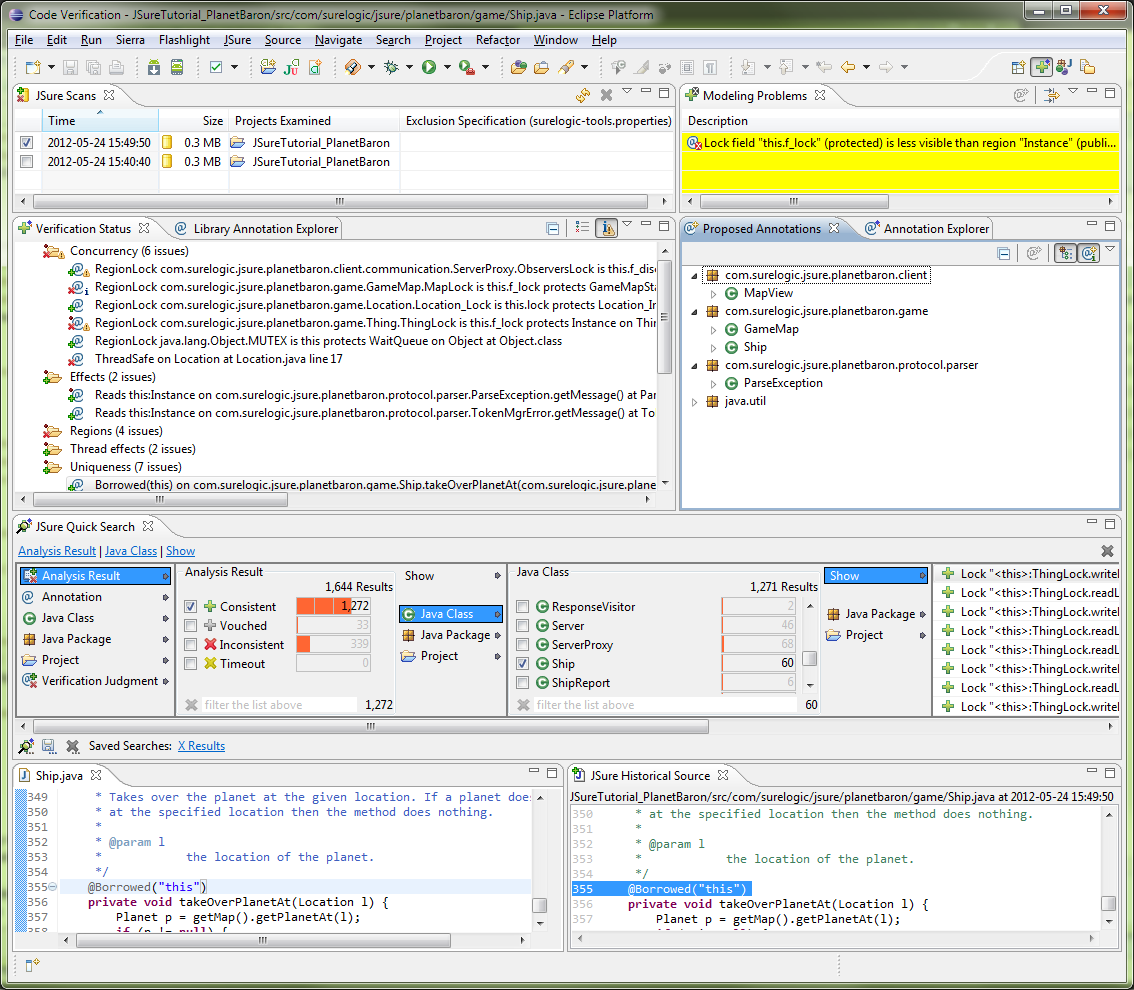 Code Verification - JSureTutorial_PlanetBaron/src/com/surelogic/jsure/planetbaron/game/Ship.java - Eclipse Platform
File Edit Run Sierra Flashlight JSure Source Navigate Search Project Refactor Window Help
JSure Scans
Time Size Projects Examined Exclusion Specification (surelogic-tools.properties)
2012-05-24 15:49:50 0.3 MB JSureTutorial_PlanetBaron
2012-05-24 15:40:40 0.3 MB JSureTutorial_PlanetBaron
Modeling Problems
Description
Lock field "this.f_lock" (protected) is less visible than region "Instance" (publi...
Verification Status Library Annotation Explorer
Concurrency (6 issues)
RegionLock com.surelogic.jsure.planetbaron.client.communication.ServerProxy.ObserversLock is this.f_disc
RegionLock com.surelogic.jsure.planetbaron.game.GameMap.MapLock is this.f_lock protects GameMapSta
RegionLock com.surelogic.jsure.planetbaron.game.Location.Location_Lock is this.lock protects Location_In
RegionLock com.surelogic.jsure.planetbaron.game.Thing.ThingLock is this.f_lock protects Instance on Thin
RegionLock java.lang.Object.MUTEX is this protects WaitQueue on Object at Object.class
ThreadSafe on Location at Location.java line 17
Effects (2 issues)
Reads this:Instance on com.surelogic.jsure.planetbaron.protocol.parser.ParseException.getMessage() at Par
Reads this:Instance on com.surelogic.jsure.planetbaron.protocol.parser.TokenMgrError.getMessage() at To
Regions (4 issues)
Thread effects (2 issues)
Uniqueness (7 issues)
Borrowed(this) on com.surelogic.jsure.planetbaron.game.Ship.takeOverPlanetAt(com.surelogic.jsure.plane
Proposed Annotations Annotation Explorer
com.surelogic.jsure.planetbaron.client
MapView
com.surelogic.jsure.planetbaron.game
GameMap
Ship
com.surelogic.jsure.planetbaron.protocol.parser
ParseException
java.util
JSure Quick Search
Analysis Result | Java Class | Show
Analysis Result
Annotation
Java Class
Java Package
Project
Verification Judgment
Analysis Result
1,644 Results
Consistent 1,272
Vouched 33
Inconsistent 339
Timeout 0
filter the list above 1,272
Show
Java Class
Java Package
Project
Java Class
1,271 Results
ResponseVisitor 2
Server 46
ServerProxy 68
Ship 60
ShipReport 6
filter the list above 60
Show
Java Package
Project
Lock "<this>:ThingLock.writeL
Lock "<this>:ThingLock.readL
Lock "<this>:ThingLock.writeL
Lock "<this>:ThingLock.readL
Lock "<this>:ThingLock.readL
Lock "<this>:ThingLock.writeL
Lock "<this>:ThingLock.readL
Lock "<this>:ThingLock.writeL
Saved Searches: X Results
Ship.java
349 * Takes over the planet at the given location. If a planet does
350 * at the specified location then the method does nothing.
351 *
352 * @param l
353 * the location of the planet.
354 */
355 @Borrowed("this")
356 private void takeOverPlanetAt(Location l) {
357 Planet p = getMap().getPlanetAt(l);
358 if (p != null) {
JSure Historical Source
JSureTutorial_PlanetBaron/src/com/surelogic/jsure/planetbaron/game/Ship.java at 2012-05-24 15:49:50
350 * at the specified location then the method does nothing.
351 *
352 * @param l
353 * the location of the planet.
354 */
355 @Borrowed("this")
356 private void takeOverPlanetAt(Location l) {
357 Planet p = getMap().getPlanetAt(l);